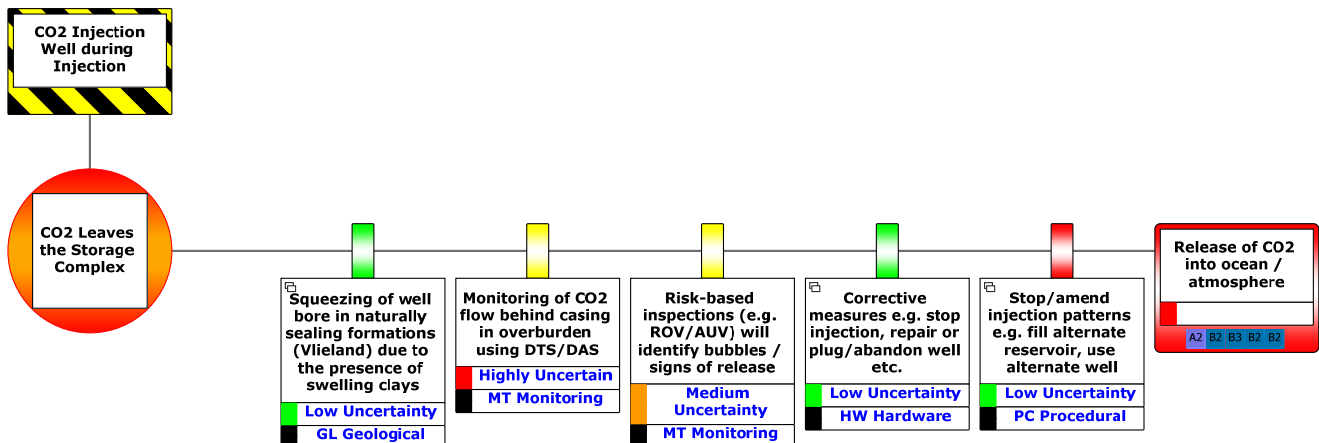 CO2 Injection
Well during
Injection
CO2 Leaves
the Storage
Complex
Squeezing of well
bore in naturally
sealing formations
(Vlieland) due to
the presence of
swelling clays
Low Uncertainty
GL Geological
Monitoring of CO2
flow behind casing
in overburden
using DTS/DAS
Highly Uncertain
MT Monitoring
Risk-based
inspections (e.g.
ROV/AUV) will
identify bubbles /
signs of release
Medium
Uncertainty
MT Monitoring
Corrective
measures e.g. stop
injection, repair or
plug/abandon well
etc.
Low Uncertainty
HW Hardware
Stop/amend
injection patterns
e.g. fill alternate
reservoir, use
alternate well
Low Uncertainty
PC Procedural
Release of CO2
into ocean /
atmosphere
A2 B2 B3 B2 B2